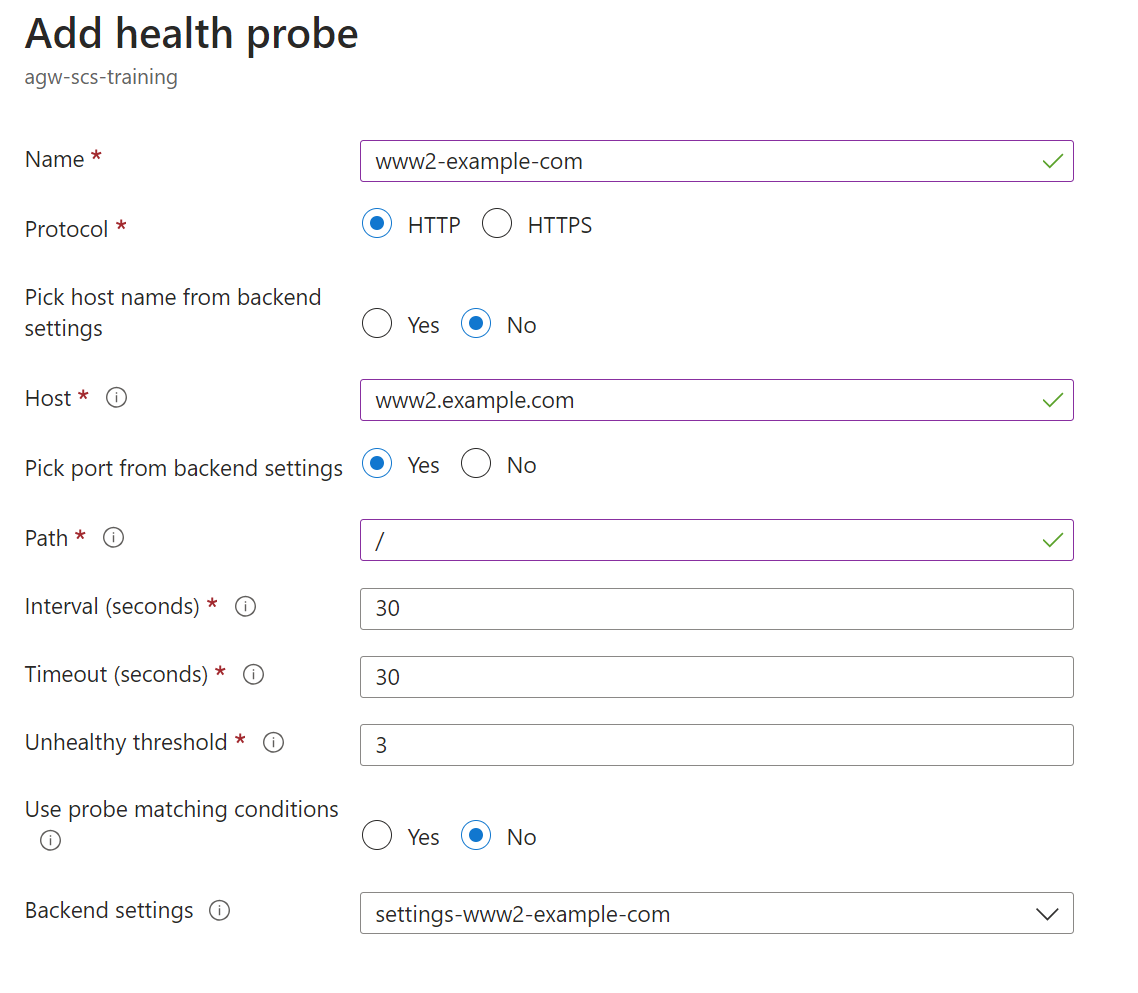 Add health probe
agw-scs-training
Name *
www2-example-com
Protocol *
HTTP HTTPS
Pick host name from backend
settings
Yes No
Host *
www2.example.com
Pick port from backend settings
Yes No
Path *
/
Interval (seconds) *
30
Timeout (seconds) *
30
Unhealthy threshold *
3
Use probe matching conditions
Yes No
Backend settings
settings-www2-example-com